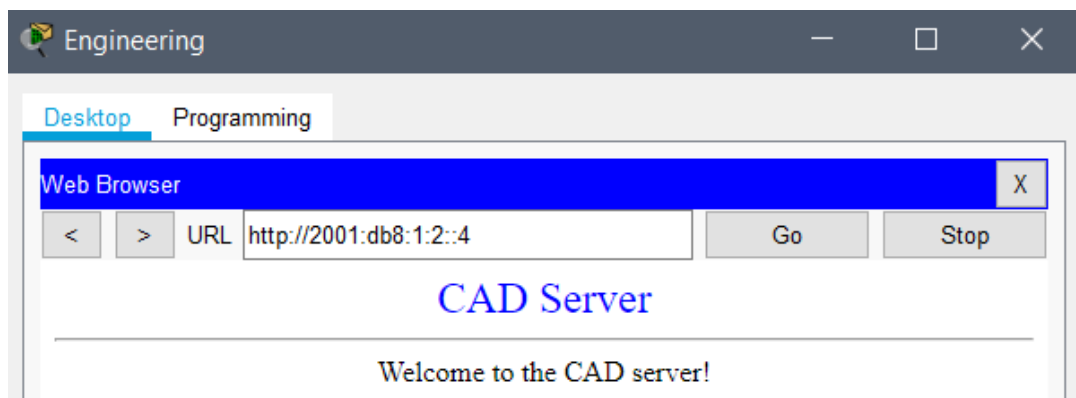 Engineering
Desktop Programming
Web Browser X
< > URL http://2001:db8:1:2::4 Go Stop
CAD Server
Welcome to the CAD server!